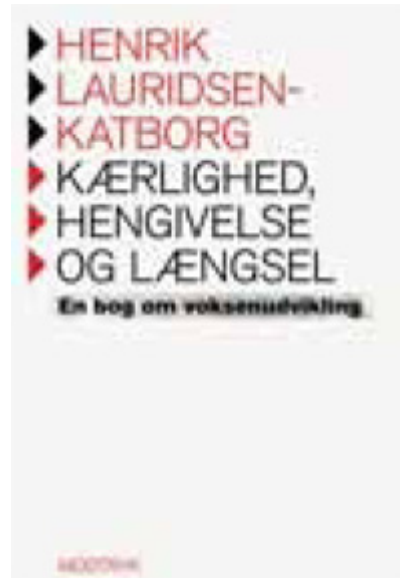 HENRIK
LAURIDSEN-
KATBORG
KÆRLIGHED,
HENGIVELSE
OG LÆNGSEL
En bog om voksenudvikling